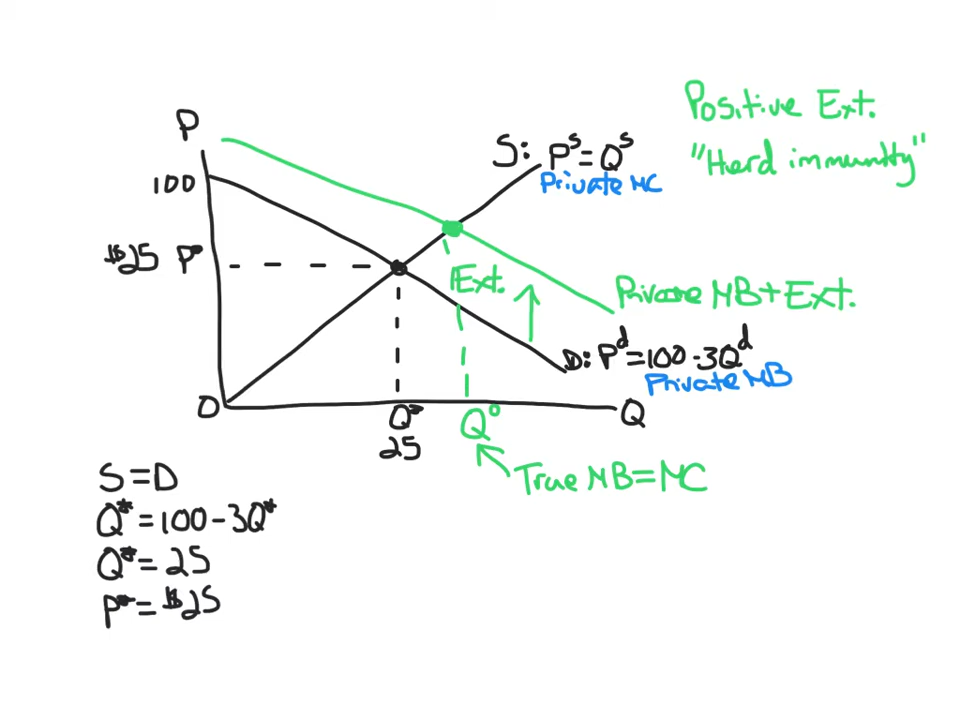 Positive Ext.
"Herd immunity"
P
S: P^s = Q^s
Private MC
100
$25 P*
Ext.
Private MB + Ext.
D: P^d = 100 - 3Q^d
Private MB
0
Q*
25
Q°
Q
True MB = MC
S = D
Q* = 100 - 3Q*
Q* = 25
P* = $25